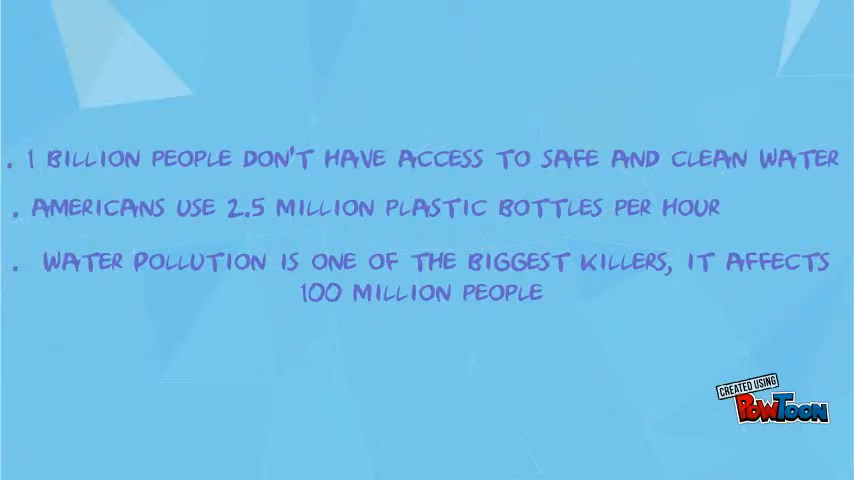 . 1 BILLION PEOPLE DON'T HAVE ACCESS TO SAFE AND CLEAN WATER
. AMERICANS USE 2.5 MILLION PLASTIC BOTTLES PER HOUR
. WATER POLLUTION IS ONE OF THE BIGGEST KILLERS, IT AFFECTS
100 MILLION PEOPLE
CREATED USING
POWTOON